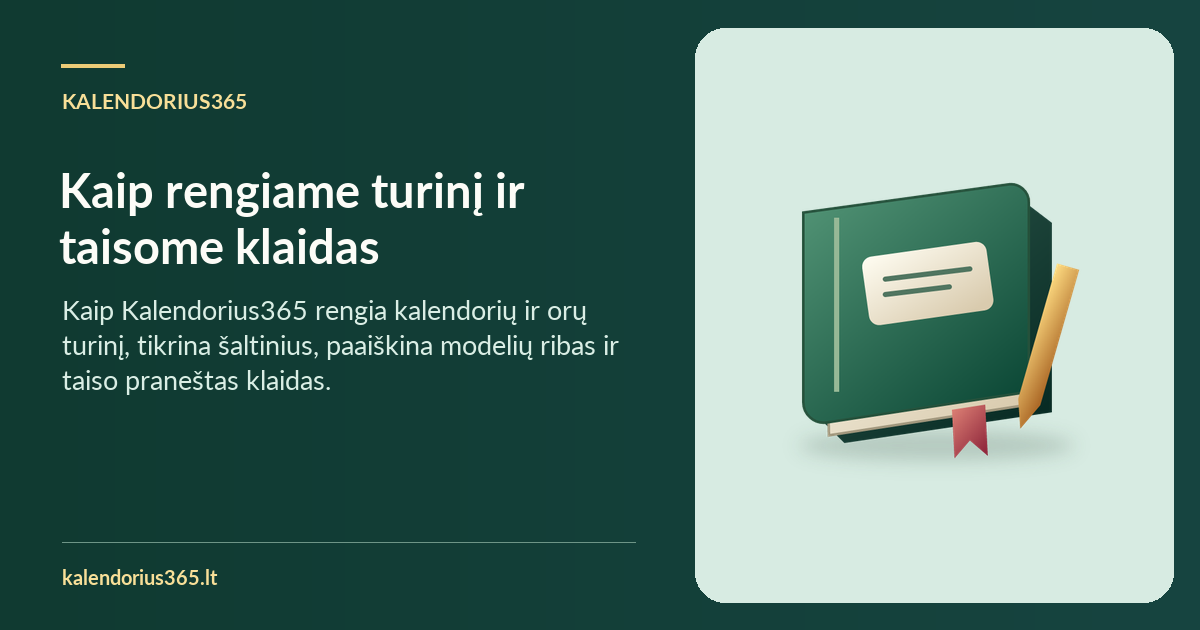 KALENDORIUS365
Kaip rengiame turinį ir
taisome klaidas
Kaip Kalendorius365 rengia kalendorių ir orų
turinį, tikrina šaltinius, paaiškina modelių ribas ir
taiso praneštas klaidas.
kalendorius365.lt